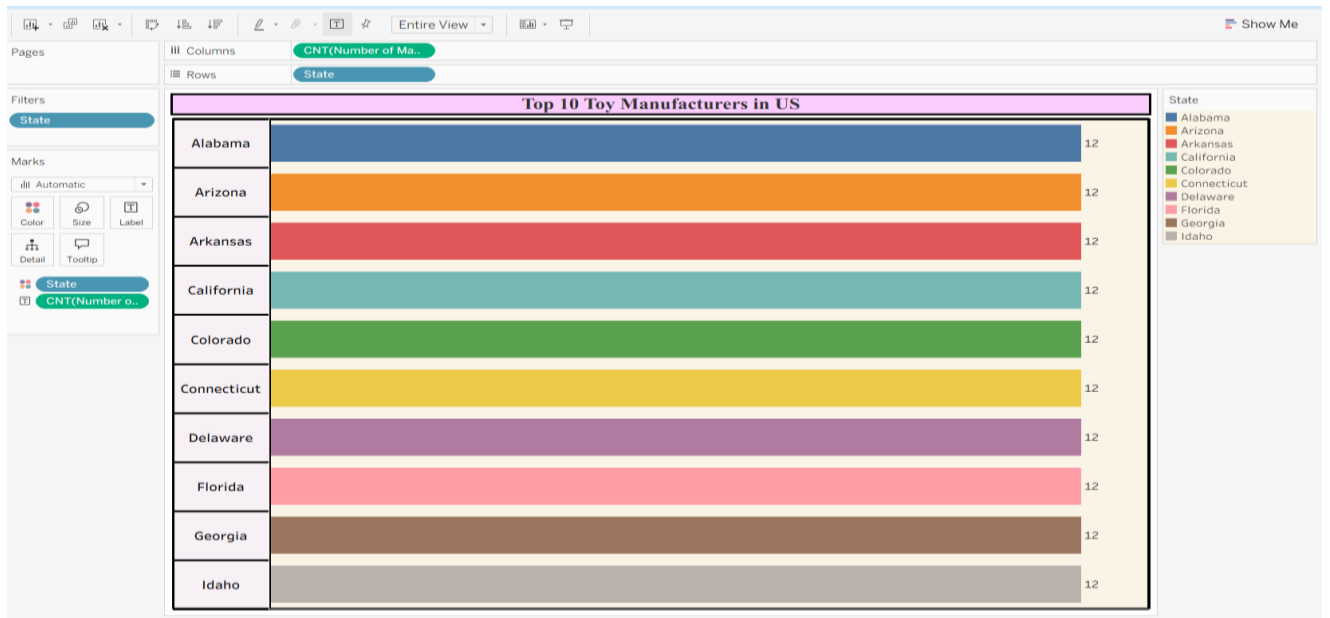 Entire View
Show Me
Pages
Columns
CNT(Number of Ma..
Rows
State
Filters
State
Marks
Automatic
Color
Size
Label
Detail
Tooltip
State
CNT(Number o..
Top 10 Toy Manufacturers in US
Alabama 12
Arizona 12
Arkansas 12
California 12
Colorado 12
Connecticut 12
Delaware 12
Florida 12
Georgia 12
Idaho 12
State
Alabama
Arizona
Arkansas
California
Colorado
Connecticut
Delaware
Florida
Georgia
Idaho